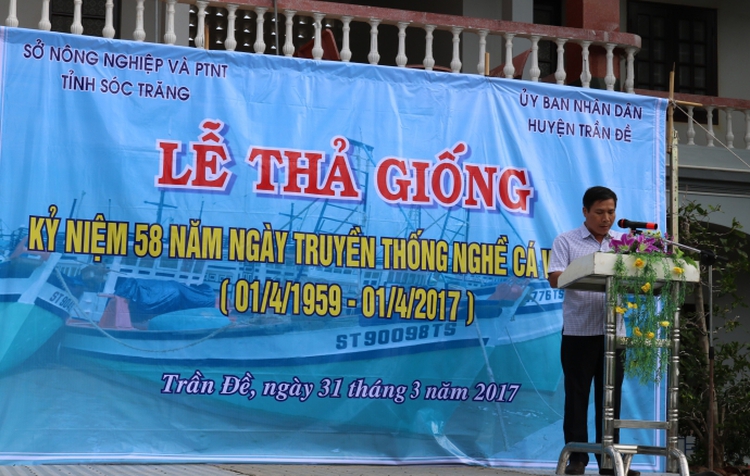 SỞ NÔNG NGHIỆP VÀ PTNT
TỈNH SÓC TRĂNG
ỦY BAN NHÂN DÂN
HUYỆN TRẦN ĐỀ
LỄ THẢ GIỐNG
KỶ NIỆM 58 NĂM NGÀY TRUYỀN THỐNG NGHỀ CÁ
( 01/4/1959 - 01/4/2017 )
ST90098TS
Trần Đề, ngày 31 tháng 3 năm 2017